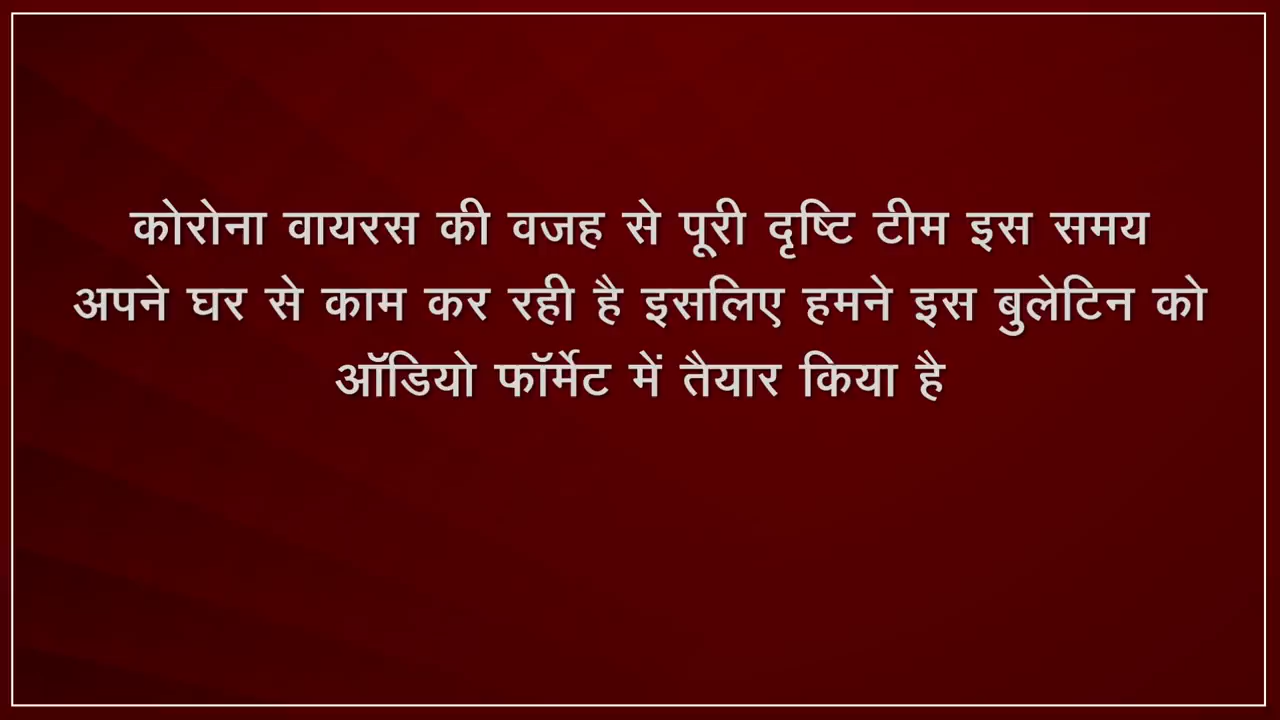 कोरोना वायरस की वजह से पूरी दृष्टि टीम इस समय
अपने घर से काम कर रही है इसलिए हमने इस बुलेटिन को
ऑडियो फॉर्मेट में तैयार किया है